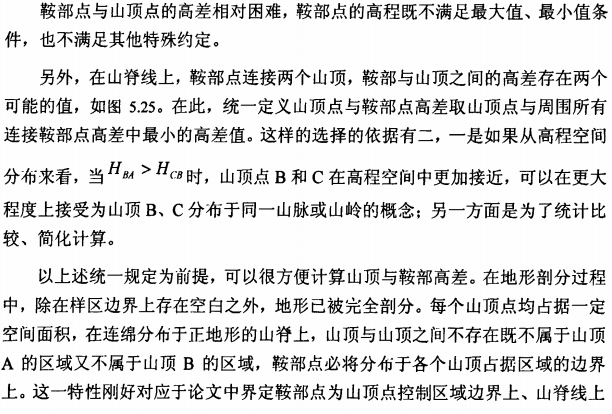 鞍部点与山顶点的高差相对困难，鞍部点的高程既不满足最大值、最小值条
件，也不满足其他特殊约定。
另外，在山脊线上，鞍部点连接两个山顶，鞍部与山顶之间的高差存在两个
可能的值，如图 5.25。在此，统一定义山顶点与鞍部点高差取山顶点与周围所有
连接鞍部点高差中最小的高差值。这样的选择的依据有二，一是如果从高程空间
分布来看，当 H_BA > H_CB 时，山顶点 B 和 C 在高程空间中更加接近，可以在更大
程度上接受为山顶 B、C 分布于同一山脉或山岭的概念；另一方面是为了统计比
较、简化计算。
以上述统一规定为前提，可以很方便计算山顶与鞍部高差。在地形剖分过程
中，除在样区边界上存在空白之外，地形已被完全剖分。每个山顶点均占据一定
空间面积，在连绵分布于正地形的山脊上，山顶与山顶之间不存在既不属于山顶
A 的区域又不属于山顶 B 的区域，鞍部点必将分布于各个山顶占据区域的边界
上。这一特性刚好对应于论文中界定鞍部点为山顶点控制区域边界上、山脊线上